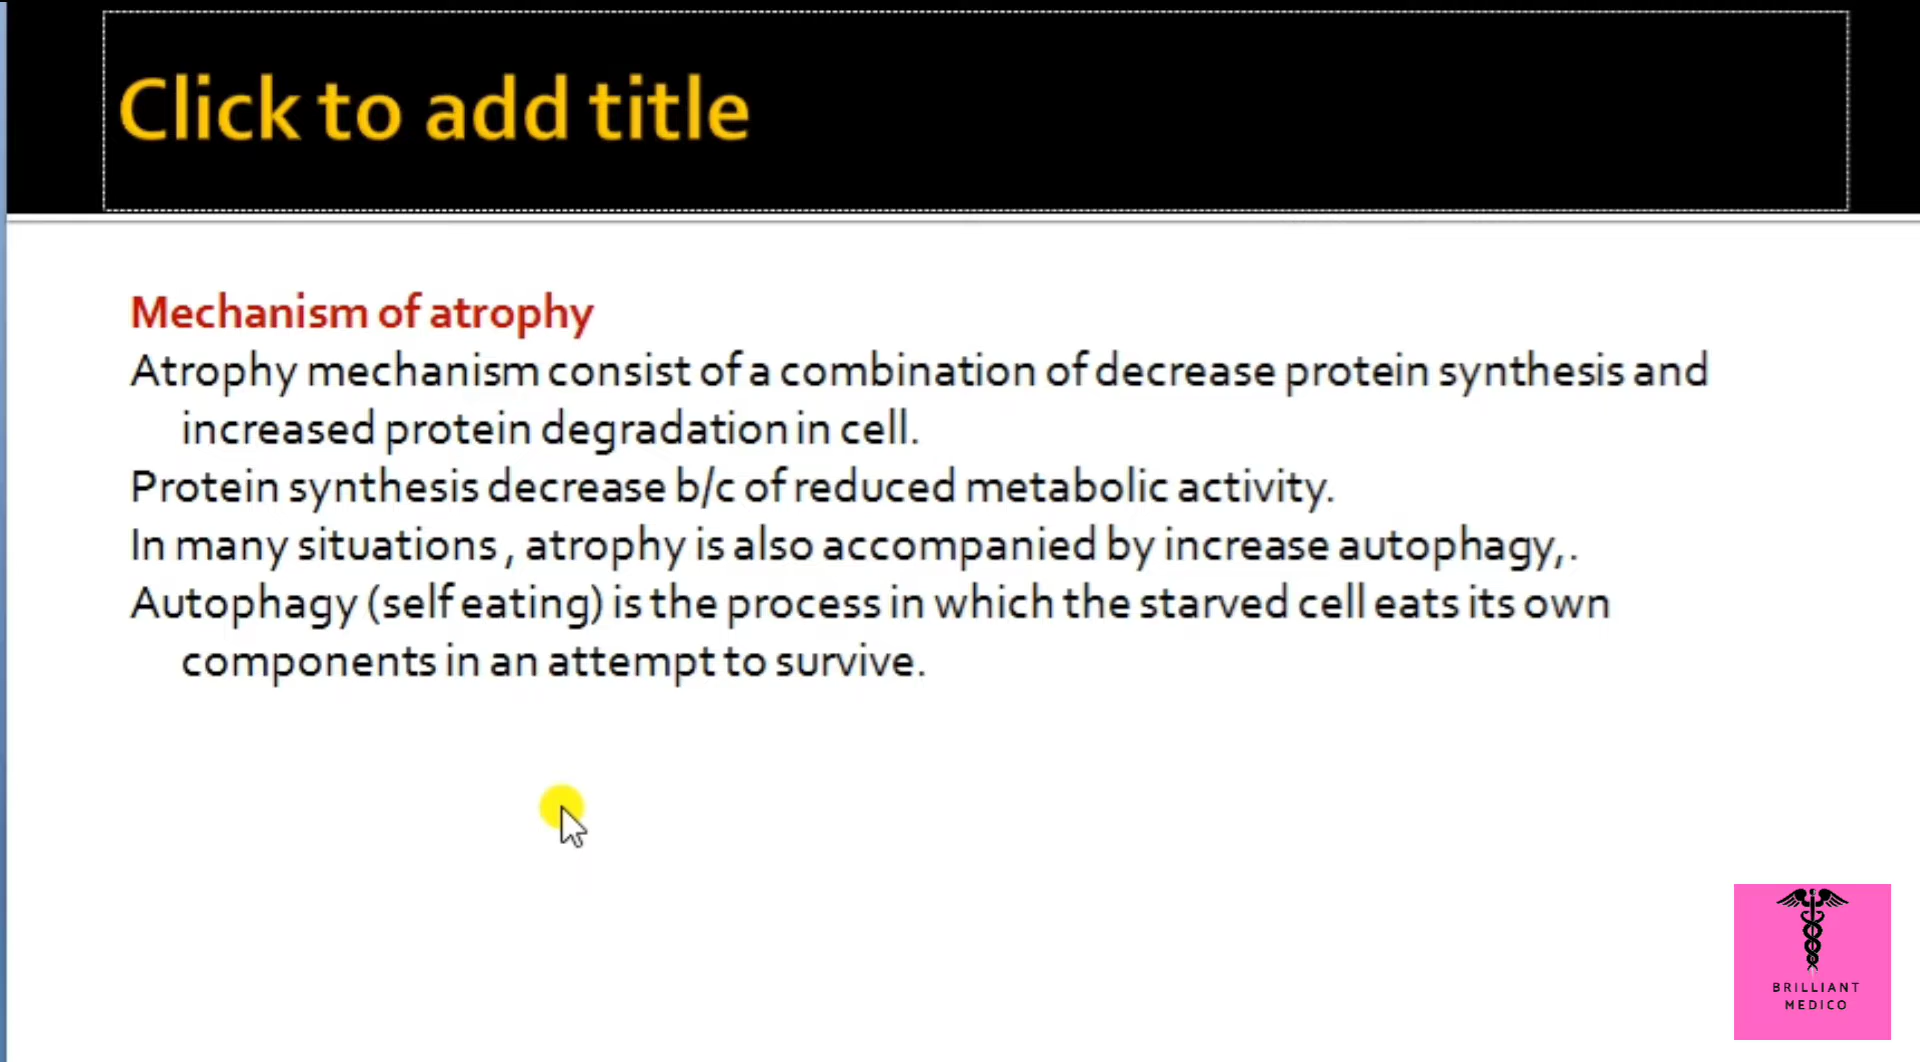 Click to add title
Mechanism of atrophy
Atrophy mechanism consist of a combination of decrease protein synthesis and
increased protein degradation in cell.
Protein synthesis decrease b/c of reduced metabolic activity.
In many situations , atrophy is also accompanied by increase autophagy,.
Autophagy (self eating) is the process in which the starved cell eats its own
components in an attempt to survive.
BRILLIANT
MEDICO